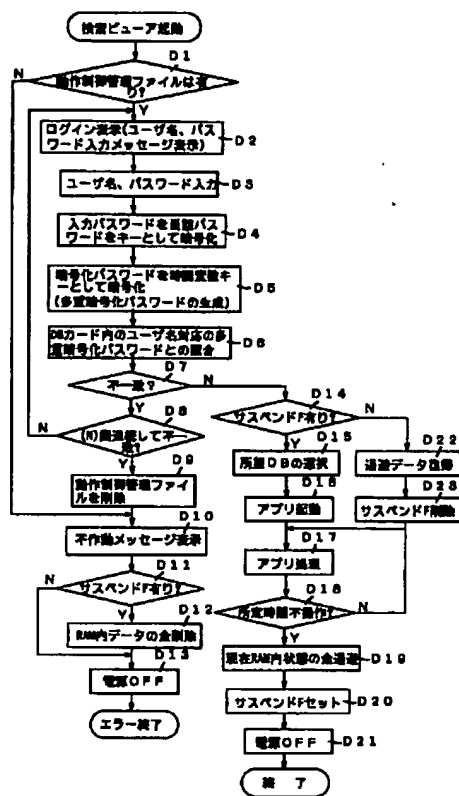 検索ビューア起動
D1
N
動作制御管理ファイルは有
り?
Y
ログイン表示(ユーザ名、パス
ワード入力メッセージ表示)
D2
ユーザ名、パスワード入力
D3
入力パスワードを
パス
ワードをキーとして暗号化
D4
暗号化パスワードを時間変数キ
ーとして暗号化
(多重暗号化パスワードの生成)
D5
DBカード内のユーザ名対応の多
重暗号化パスワードとの照合
D6
D7
不一致?
N
Y
D8
(N)回連続して不一
致?
Y
D9
動作制御管理ファイ
ルを削除
D10
不作動メッセージ表示
D11
N
サスペンドF有り?
Y
D12
RAM内データの全削除
D13
電源OFF
エラー終了
D14
サスペンドF有り?
N
Y
D15
所望DBの選択
D16
アプリ起動
D22
退避データ復帰
D23
サスペンドF削除
D17
アプリ処理
D18
所定時間不操作?
N
Y
現在RAM内状態の全退避
D19
サスペンドFセット
D20
電源OFF
D21
終 了